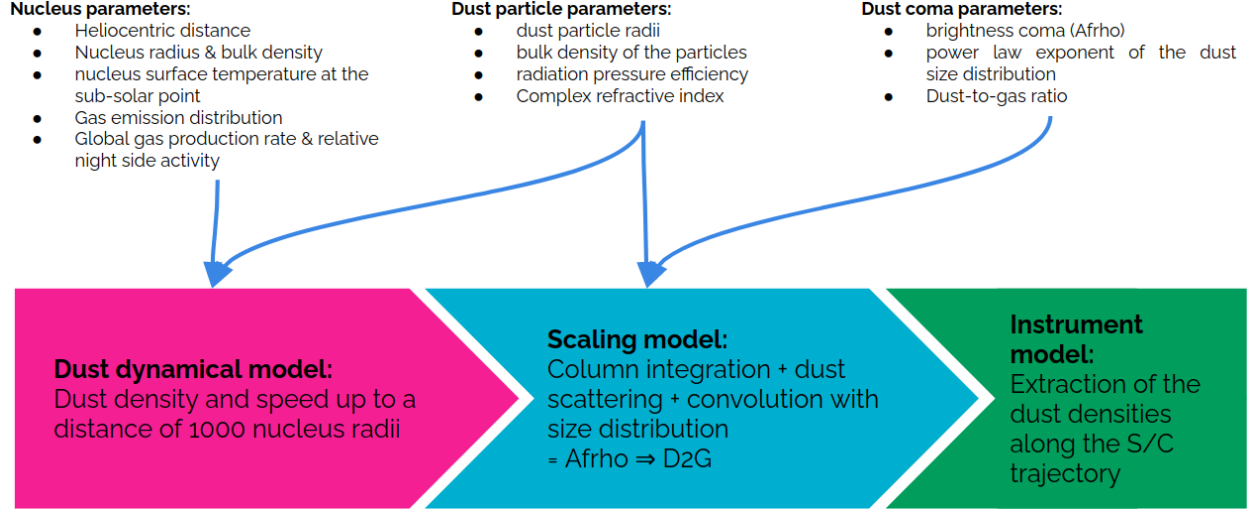 Nucleus parameters:
● Heliocentric distance
● Nucleus radius & bulk density
● nucleus surface temperature at the
sub-solar point
● Gas emission distribution
● Global gas production rate & relative
night side activity
Dust particle parameters:
● dust particle radii
● bulk density of the particles
● radiation pressure efficiency
● Complex refractive index
Dust coma parameters:
● brightness coma (Afrho)
● power law exponent of the dust
size distribution
● Dust-to-gas ratio
Dust dynamical model:
Dust density and speed up to a
distance of 1000 nucleus radii
Scaling model:
Column integration + dust
scattering + convolution with
size distribution
= Afrho ⇒ D2G
Instrument
model:
Extraction of the
dust densities
along the S/C
trajectory